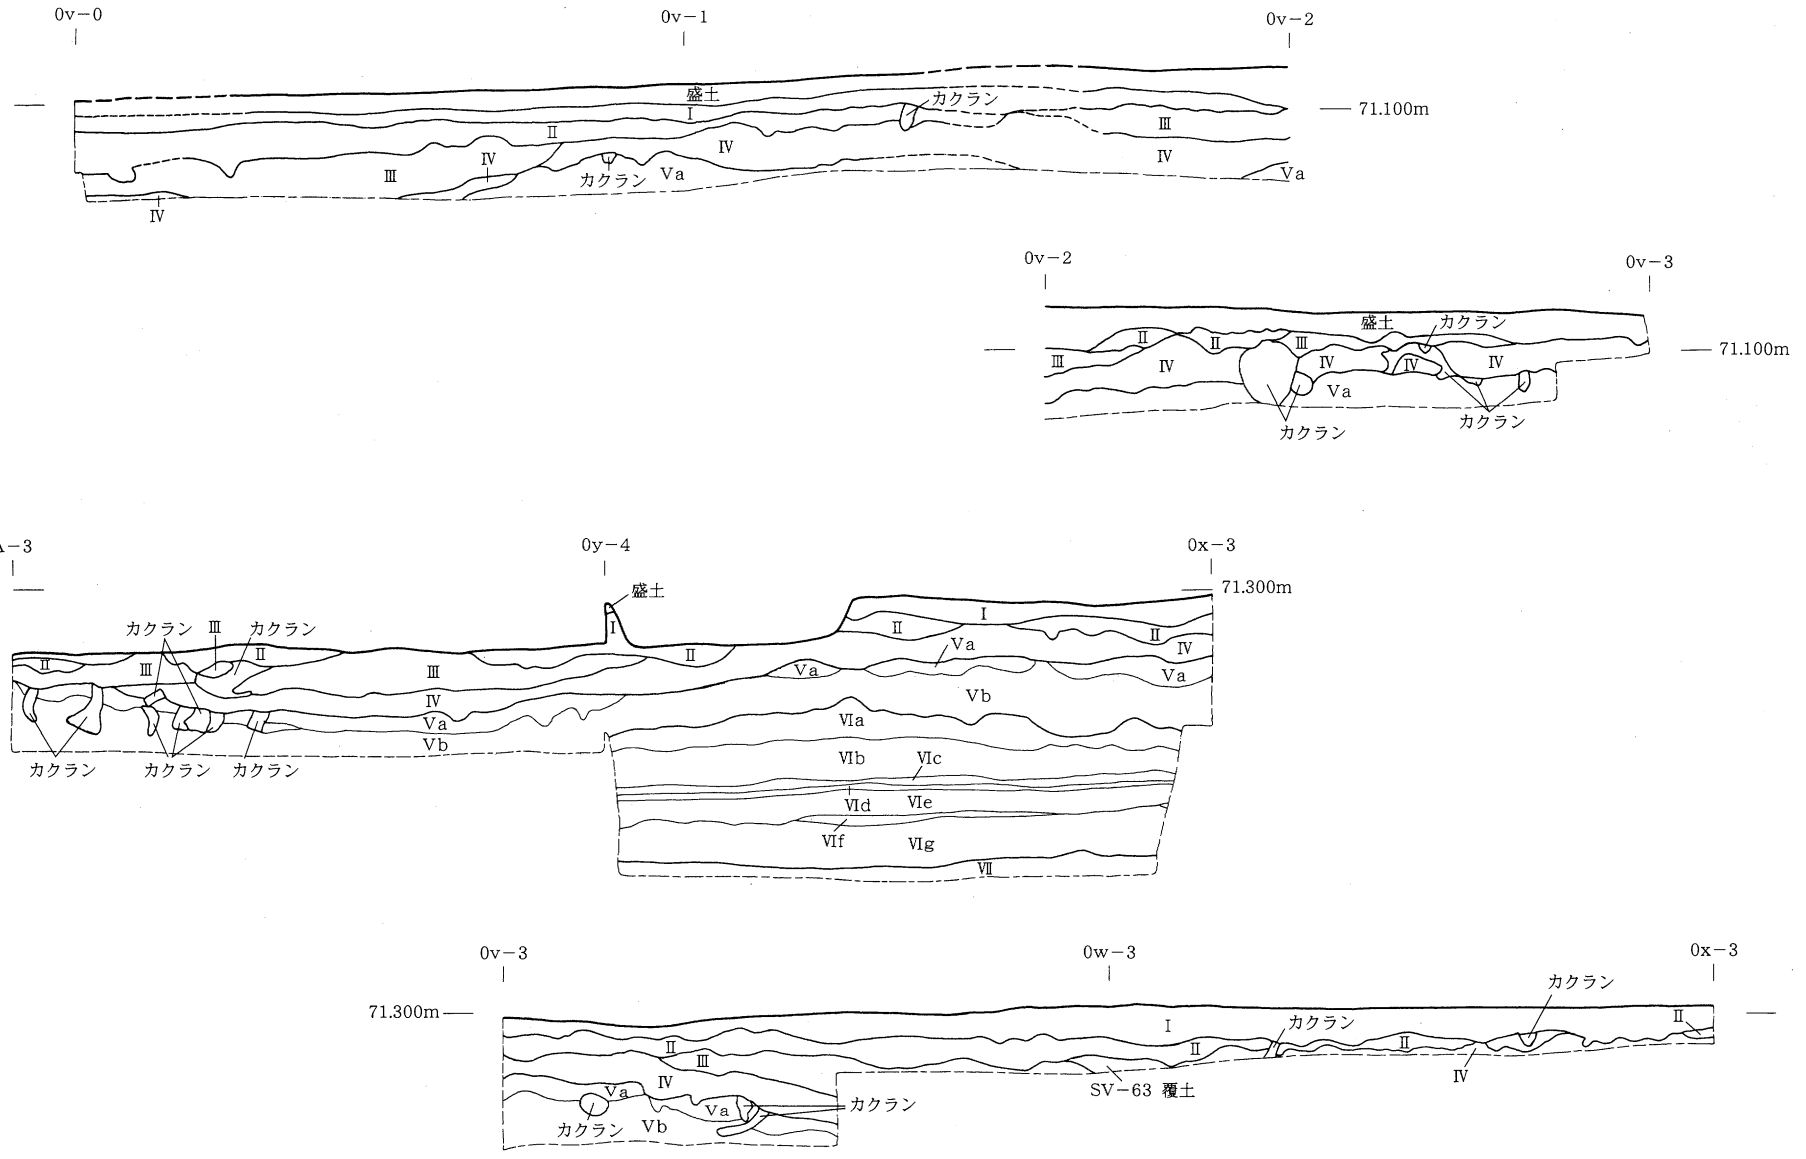 0v−0
0v−1
0v−2
盛土
カクラン
Ⅰ
71.100m
Ⅱ
Ⅲ
Ⅳ
Ⅳ
Ⅳ
Ⅲ
カクラン
Ⅴa
Ⅴa
Ⅳ
0v−2
0v−3
盛土
カクラン
Ⅱ
Ⅱ
Ⅲ
71.100m
Ⅲ
Ⅳ
Ⅳ
Ⅳ
Ⅳ
Ⅴa
カクラン
カクラン
−3
0y−4
0x−3
盛土
71.300m
カクラン
Ⅲ
カクラン
Ⅰ
Ⅰ
Ⅱ
Ⅱ
Ⅱ
Ⅲ
Ⅱ
Ⅱ
Ⅳ
Ⅴa
Ⅲ
Ⅴa
Ⅴa
Ⅳ
Ⅴb
Ⅴa
Ⅵa
Ⅴb
カクラン
カクラン
カクラン
Ⅵb
Ⅵc
Ⅵd
Ⅵe
Ⅵf
Ⅵg
Ⅶ
0v−3
0w−3
0x−3
カクラン
71.300m
Ⅰ
カクラン
Ⅱ
Ⅱ
Ⅱ
Ⅱ
Ⅲ
Ⅳ
Ⅳ
SV−63 覆土
Ⅴa
Ⅴa
カクラン
カクラン
Ⅴb